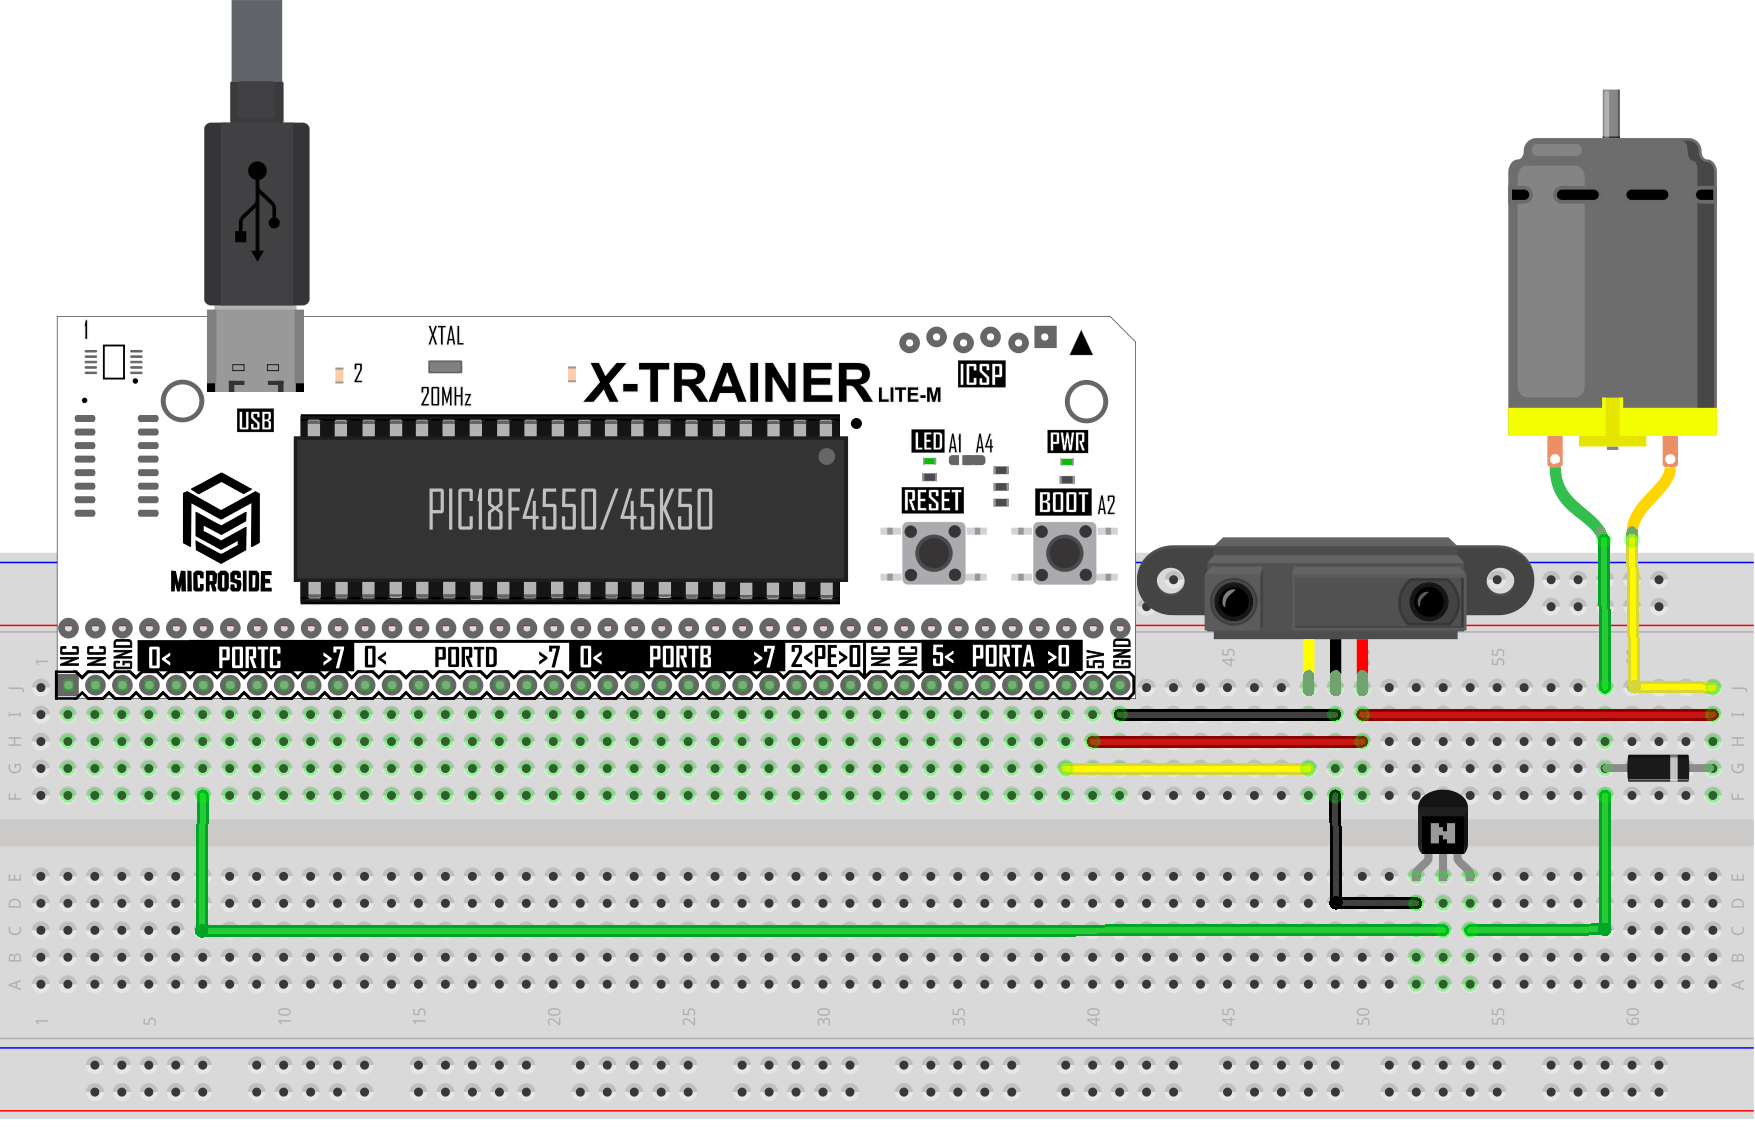 1
XTAL
20MHz
2
X-TRAINER LITE-M
ICSP
USB
LED A1 A4
PWR
RESET
BOOT A2
PIC18F4550/45K50
MICROSIDE
NC NC GND 0< PORTC >7 0< PORTD >7 0< PORTB >7 2<PE>0 NC NC 5< PORTA >0 5V GND
1 45 55
J J
I I
H H
G G
F F
N
E E
D D
C C
B B
A A
1 5 10 15 20 25 30 35 40 45 50 55 60